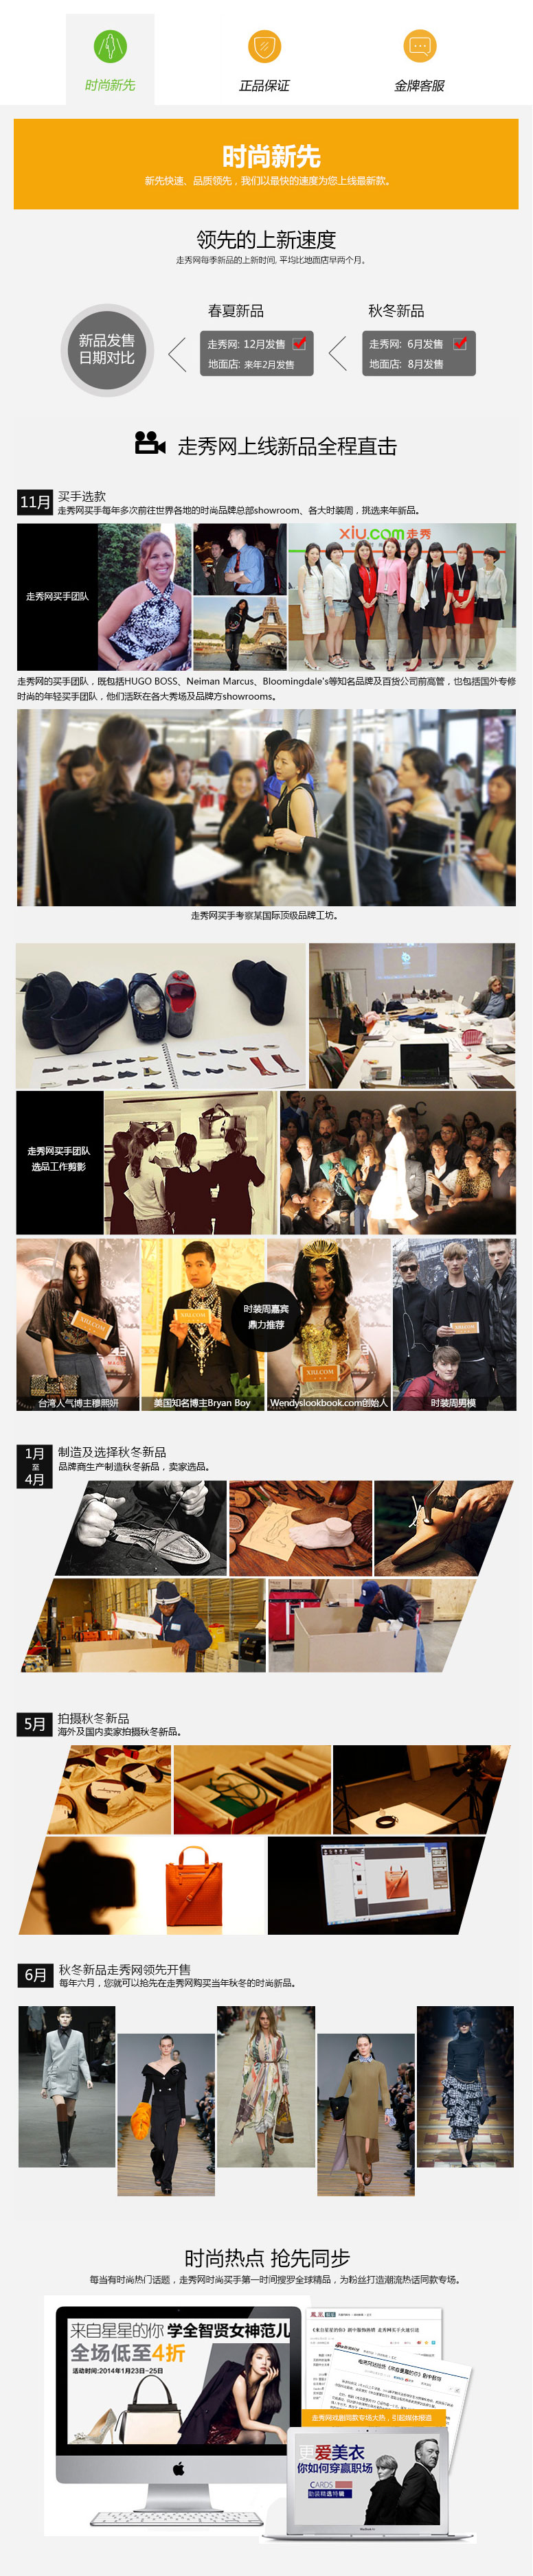 时尚新先
正品保证
金牌客服
时尚新先
新先快速、品质领先，我们以最快的速度为您上线最新款。
领先的上新速度
走秀网每季新品的上新时间, 平均比地面店早两个月。
新品发售
日期对比
春夏新品
走秀网: 12月发售
地面店: 来年2月发售
秋冬新品
走秀网: 6月发售
地面店: 8月发售
走秀网上线新品全程直击
11月
买手选款
走秀网买手每年多次前往世界各地的时尚品牌总部showroom、各大时装周，挑选来年新品。
走秀网买手团队
xiu.com走秀
走秀网的买手团队，既包括HUGO BOSS、Neiman Marcus、Bloomingdale's等知名品牌及百货公司前高管，也包括国外专修
时尚的年轻买手团队，他们活跃在各大秀场及品牌方showrooms。
走秀网买手考察某国际顶级品牌工坊。
走秀网买手团队
选品工作剪影
时装周嘉宾
鼎力推荐
XIU.COM
XIU.COM
XIU.COM
XIU.COM
台湾人气博主穆熙妍
美国知名博主Bryan Boy
Wendyslookbook.com创始人
时装周男模
1月
至
4月
制造及选择秋冬新品
品牌商生产制造秋冬新品，卖家选品。
5月
拍摄秋冬新品
海外及国内卖家拍摄秋冬新品。
6月
秋冬新品走秀网领先开售
每年六月，您就可以抢先在走秀网购买当年秋冬的时尚新品。
时尚热点 抢先同步
每当有时尚热门话题，走秀网时尚买手第一时间搜罗全球精品，为粉丝打造潮流热话同款专场。
来自星星的你 学全智贤女神范儿
全场低至4折
活动时间:2014年1月23日-25日
走秀网戏剧同款专场大热，引起媒体报道
更爱美衣
你如何穿赢职场
CARDS